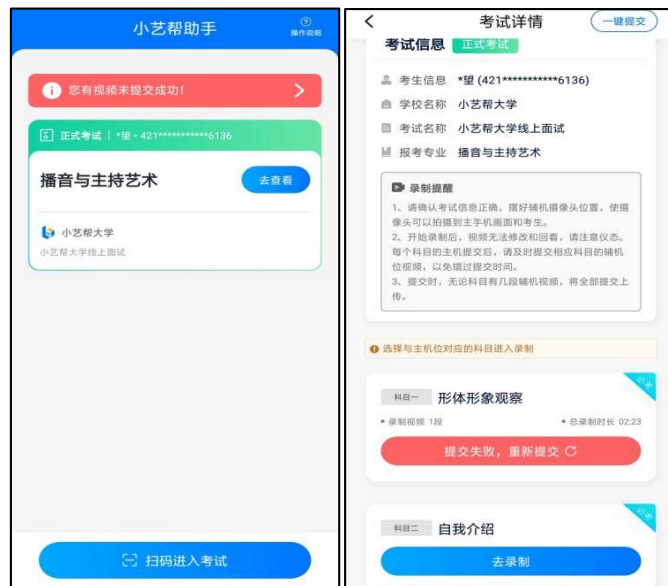 小艺帮助手
操作说明
您有视频未提交成功!
正式考试 | *望·421***********6136
播音与主持艺术
去查看
小艺帮大学
小艺帮大学线上面试
扫码进入考试
考试详情
一键提交
考试信息 正式考试
考生信息 *望 (421***********6136)
学校名称 小艺帮大学
考试名称 小艺帮大学线上面试
报考专业 播音与主持艺术
录制提醒
1、请确认考试信息正确，摆好辅机摄像头位置，使摄
像头可以拍摄到主手机画面和考生。
2、开始录制后，视频无法修改和回看，请注意仪态。
每个科目的主机提交后，请及时提交相应科目的辅机
位视频，以免错过提交时间。
3、提交时，无论科目有几段辅机视频，将全部提交上
传。
选择与主机位对应的科目进入录制
科目一 形体形象观察
• 录制视频 1段
• 总录制时长 02:23
提交失败，重新提交
科目二 自我介绍
去录制